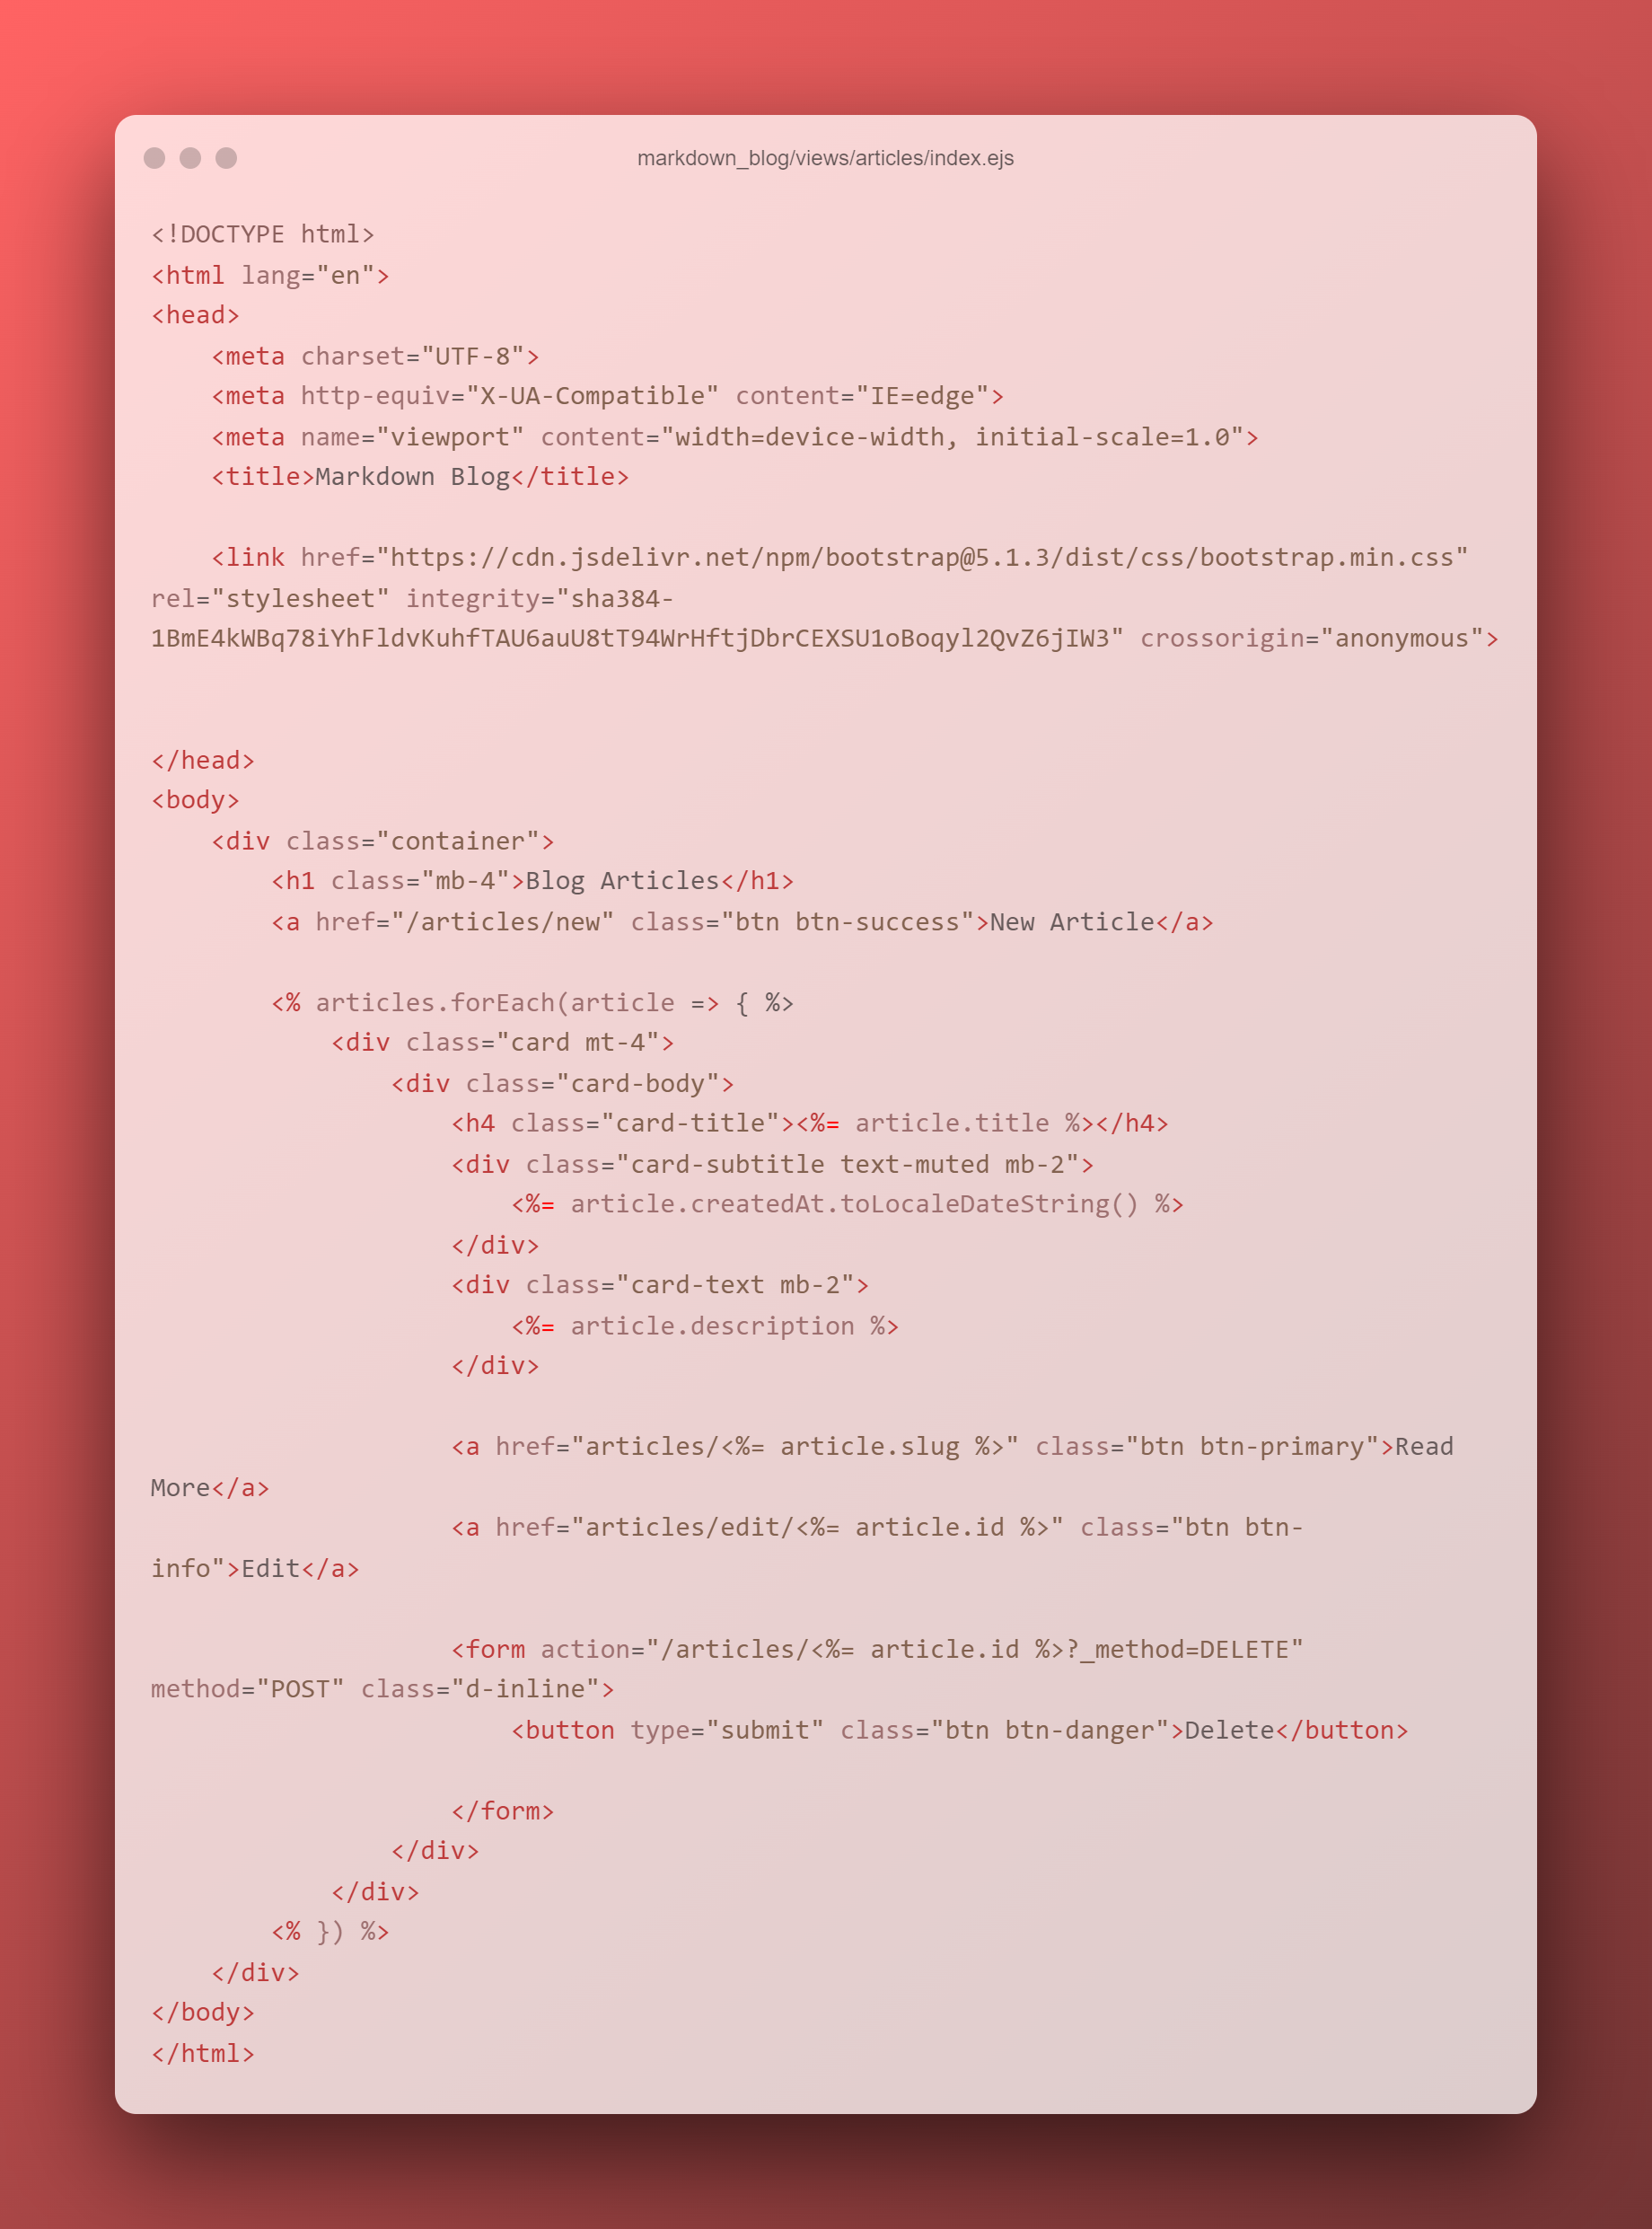 markdown_blog/views/articles/index.ejs
<!DOCTYPE html>
<html lang="en">
<head>
    <meta charset="UTF-8">
    <meta http-equiv="X-UA-Compatible" content="IE=edge">
    <meta name="viewport" content="width=device-width, initial-scale=1.0">
    <title>Markdown Blog</title>

    <link href="https://cdn.jsdelivr.net/npm/bootstrap@5.1.3/dist/css/bootstrap.min.css"
rel="stylesheet" integrity="sha384-
1BmE4kWBq78iYhFldvKuhfTAU6auU8tT94WrHftjDbrCEXSU1oBoqyl2QvZ6jIW3" crossorigin="anonymous">


</head>
<body>
    <div class="container">
        <h1 class="mb-4">Blog Articles</h1>
        <a href="/articles/new" class="btn btn-success">New Article</a>

        <% articles.forEach(article => { %>
            <div class="card mt-4">
                <div class="card-body">
                    <h4 class="card-title"><%= article.title %></h4>
                    <div class="card-subtitle text-muted mb-2">
                        <%= article.createdAt.toLocaleDateString() %>
                    </div>
                    <div class="card-text mb-2">
                        <%= article.description %>
                    </div>

                    <a href="articles/<%= article.slug %>" class="btn btn-primary">Read
More</a>
                    <a href="articles/edit/<%= article.id %>" class="btn btn-
info">Edit</a>

                    <form action="/articles/<%= article.id %>?_method=DELETE"
method="POST" class="d-inline">
                        <button type="submit" class="btn btn-danger">Delete</button>

                    </form>
                </div>
            </div>
        <% }) %>
    </div>
</body>
</html>